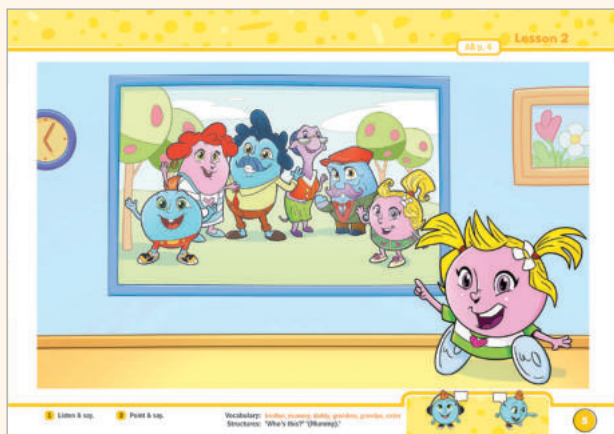 Lesson 2
AB p. 4
1 Listen & say.
2 Point & say.
Vocabulary: brother, mummy, daddy, grandma, grandpa, sister
Structures: "Who's this?" "(Mummy)."
5